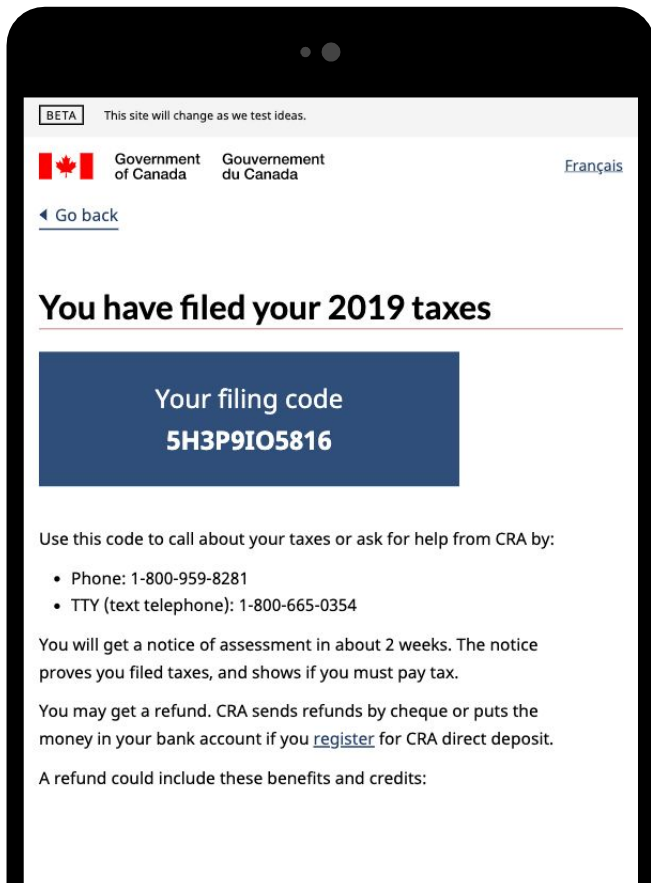 BETA This site will change as we test ideas.
Government Gouvernement
of Canada du Canada
Français
Go back
You have filed your 2019 taxes
Your filing code
5H3P9IO5816
Use this code to call about your taxes or ask for help from CRA by:
• Phone: 1-800-959-8281
• TTY (text telephone): 1-800-665-0354
You will get a notice of assessment in about 2 weeks. The notice
proves you filed taxes, and shows if you must pay tax.
You may get a refund. CRA sends refunds by cheque or puts the
money in your bank account if you register for CRA direct deposit.
A refund could include these benefits and credits: